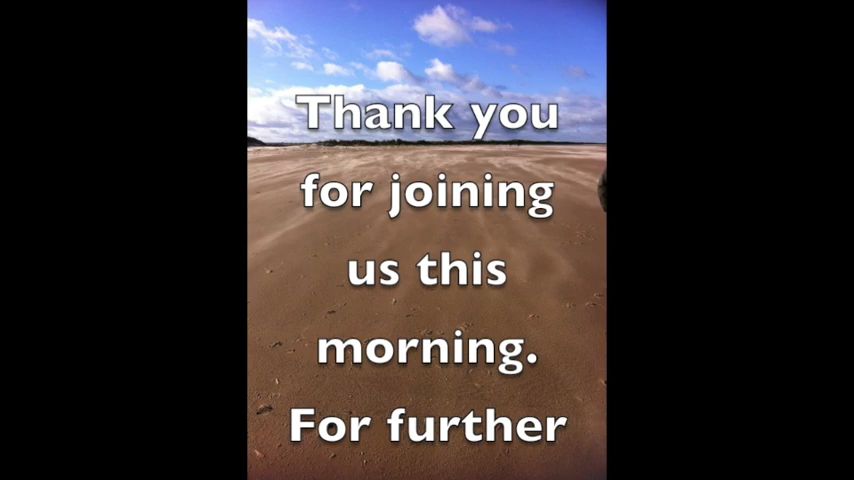 Thank you
for joining
us this
morning.
For further